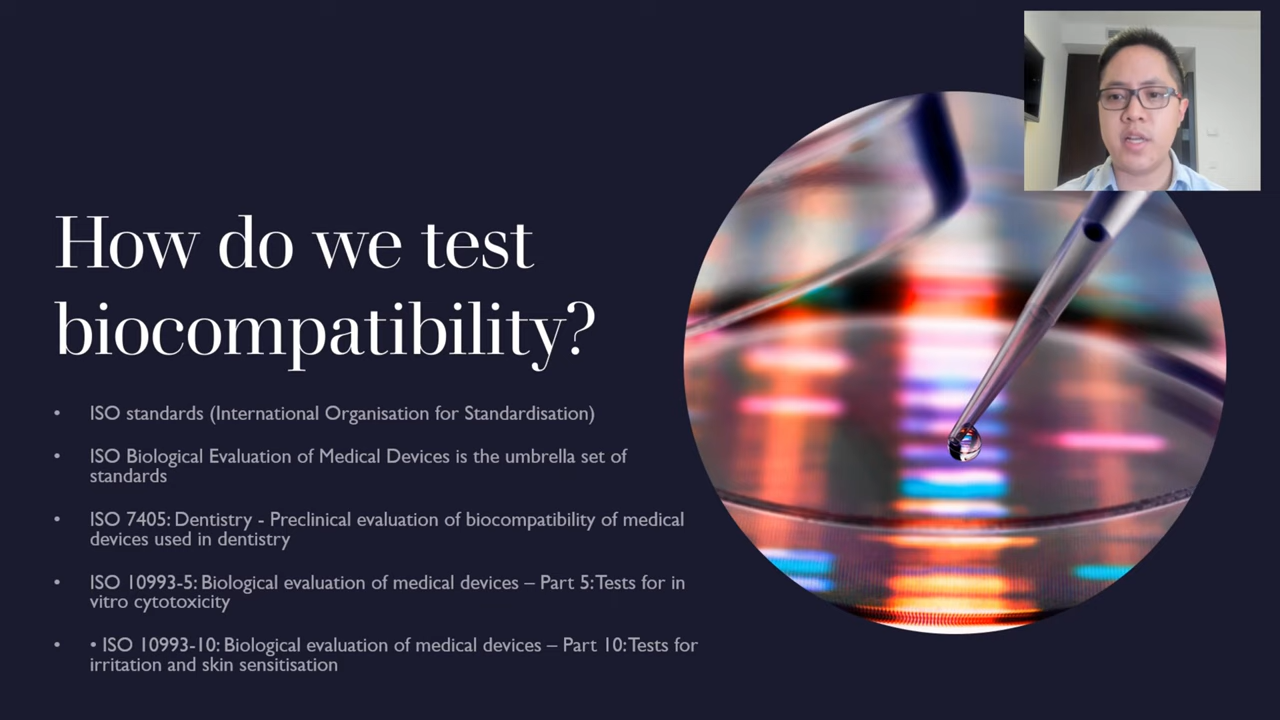 How do we test
biocompatibility?
• ISO standards (International Organisation for Standardisation)
• ISO Biological Evaluation of Medical Devices is the umbrella set of
standards
• ISO 7405: Dentistry - Preclinical evaluation of biocompatibility of medical
devices used in dentistry
• ISO 10993-5: Biological evaluation of medical devices – Part 5: Tests for in
vitro cytotoxicity
• • ISO 10993-10: Biological evaluation of medical devices – Part 10: Tests for
irritation and skin sensitisation